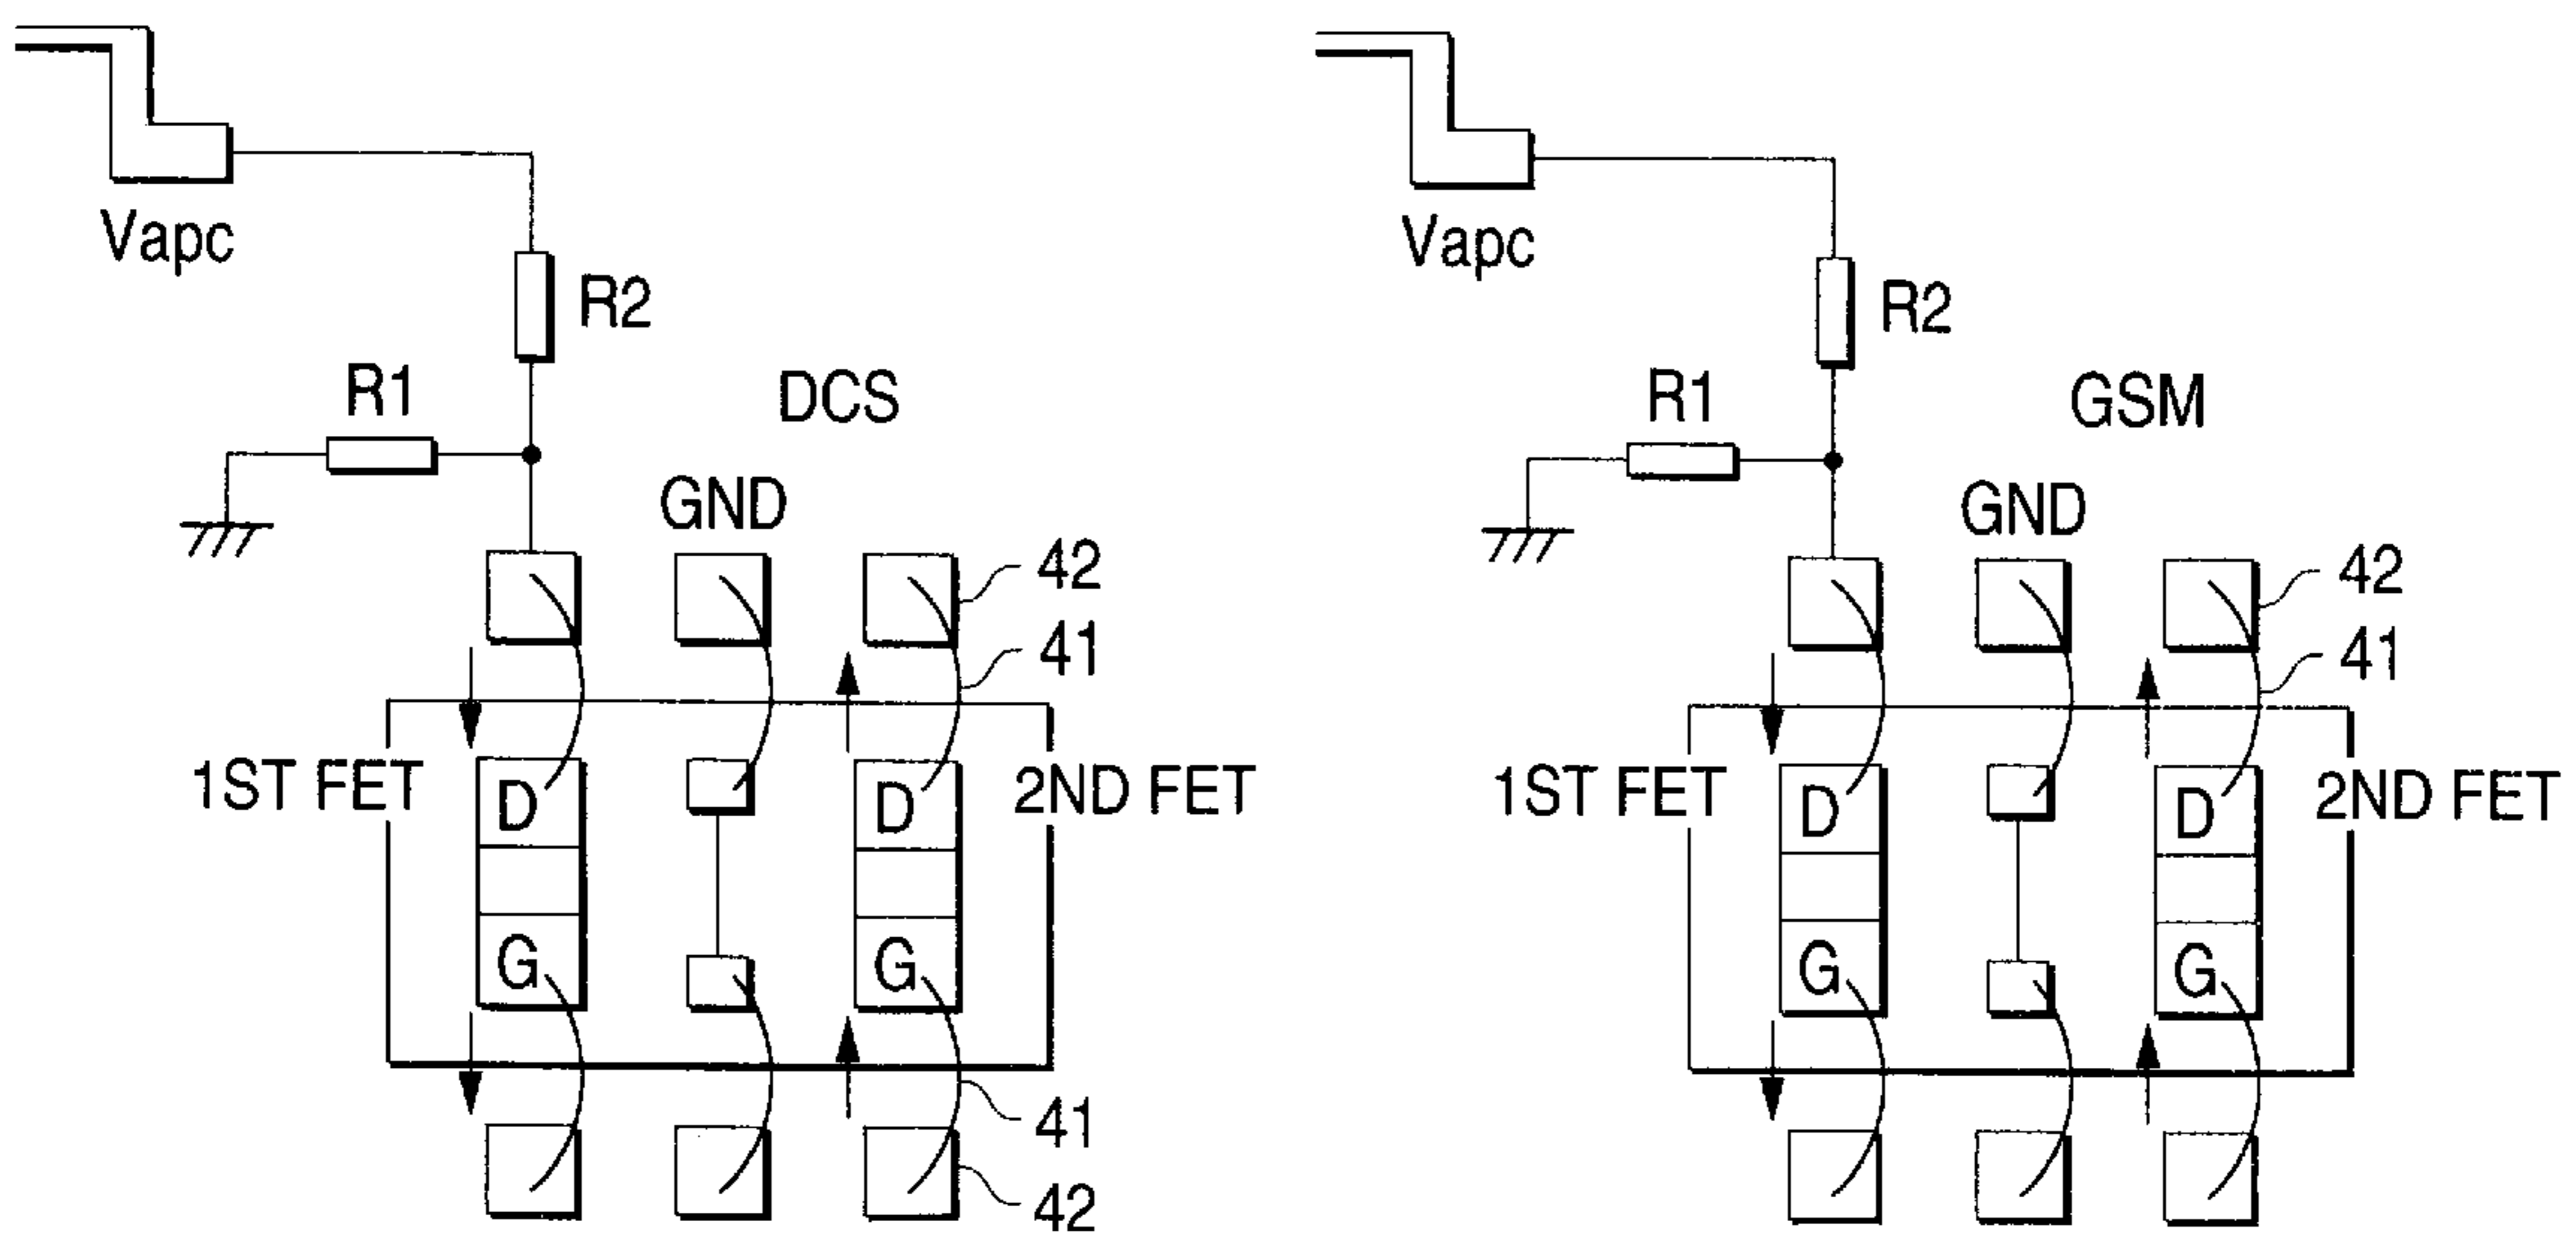 Vapc
R2
R1
DCS
GND
42
41
1ST FET
D
D
2ND FET
G
G
41
42
Vapc
R2
R1
GSM
GND
42
41
1ST FET
D
D
2ND FET
G
G